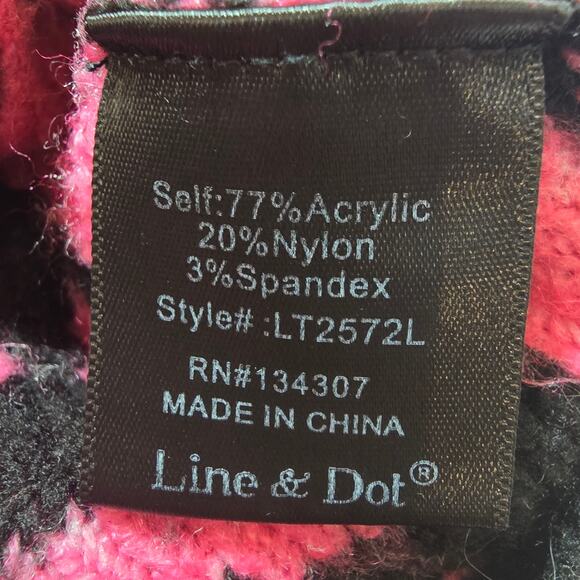 Self:77%Acrylic
20%Nylon
3%Spandex
Style# :LT2572L
RN#134307
MADE IN CHINA
Line & Dot®